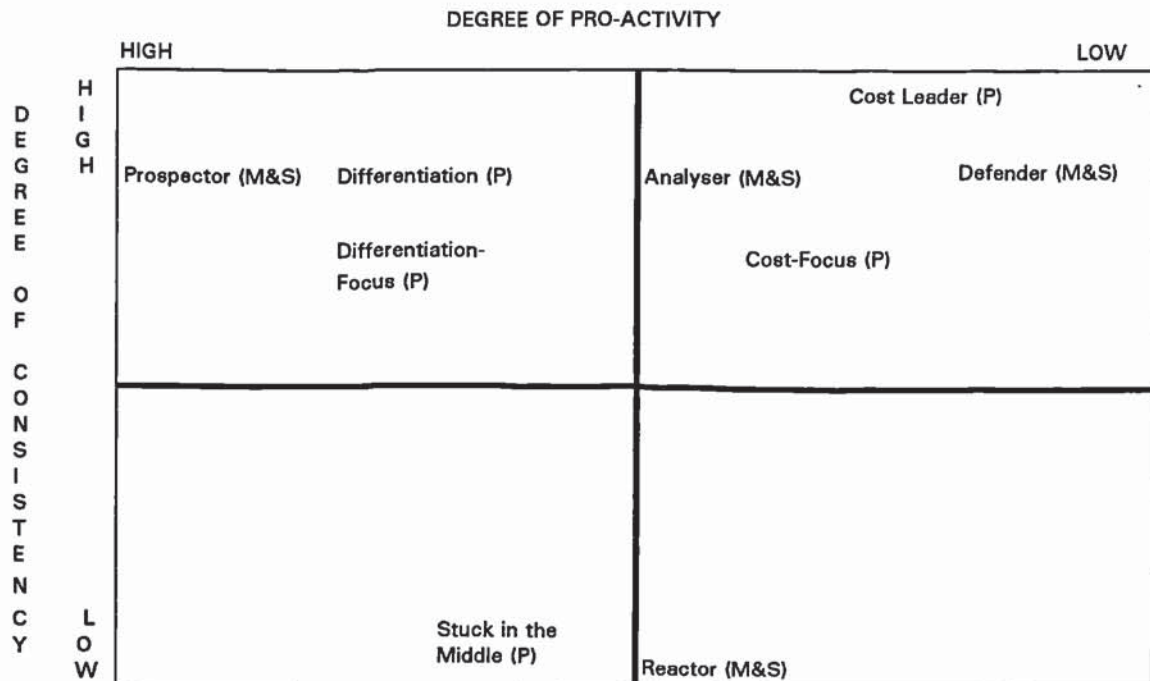 DEGREE OF PRO-ACTIVITY
HIGH LOW
DEGREE OF CONSISTENCY
HIGH
Cost Leader (P)
Prospector (M&S) Differentiation (P) Analyser (M&S) Defender (M&S)
Differentiation-
Focus (P)
Cost-Focus (P)
LOW
Stuck in the
Middle (P)
Reactor (M&S)